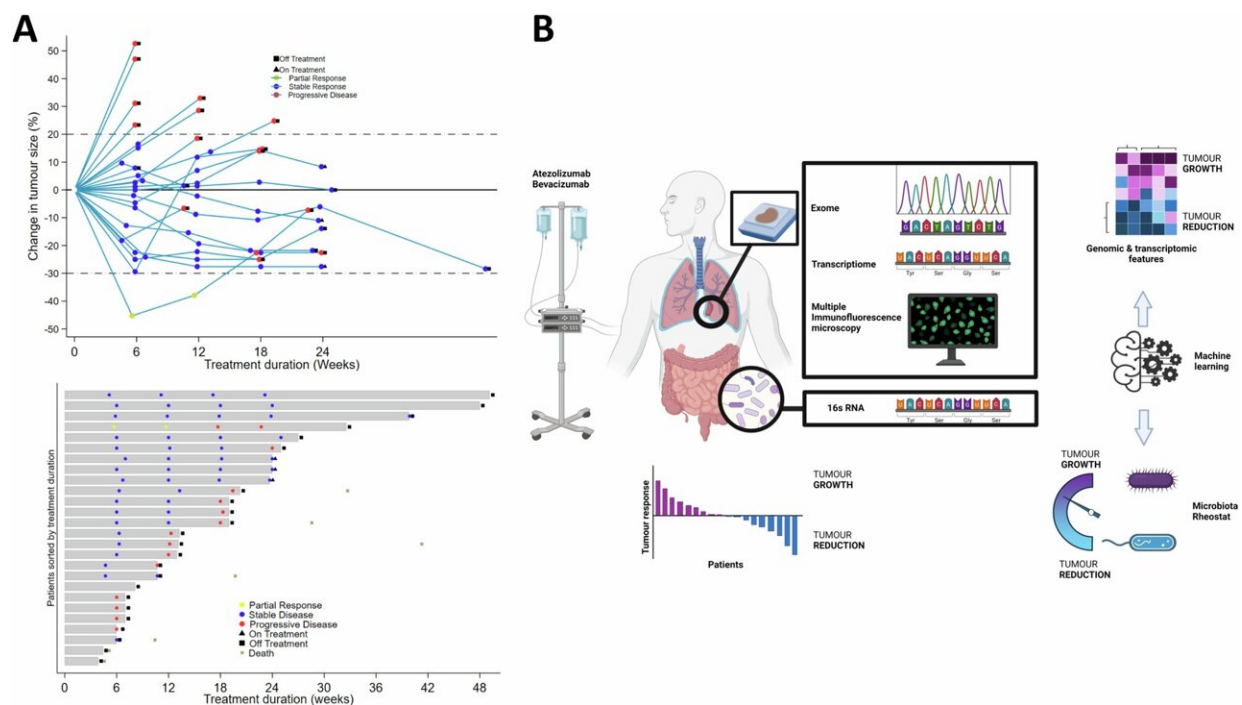 A
Change in tumour size (%)
50
40
30
20
10
0
-10
-20
-30
-40
-50
Off Treatment
On Treatment
Partial Response
Stable Response
Progressive Disease
0
6
12
18
24
Treatment duration (Weeks)
Patients sorted by treatment duration
Partial Response
Stable Disease
Progressive Disease
On Treatment
Off Treatment
Death
0
6
12
18
24
30
36
42
48
Treatment duration (weeks)
B
Atezolizumab
Bevacizumab
Exome
G A C T A G T C T G
Transcriptome
U A C U C A G G U U C A
Tyr Ser Gly Ser
Multiple
Immunofluorescence
microscopy
16s RNA
U A C U C A G G U U C A
Tyr Ser Gly Ser
Tumour response
Patients
TUMOUR
GROWTH
TUMOUR
REDUCTION
TUMOUR
GROWTH
TUMOUR
REDUCTION
Genomic & transcriptomic
features
Machine
learning
TUMOUR
GROWTH
TUMOUR
REDUCTION
Microbiota
Rheostat